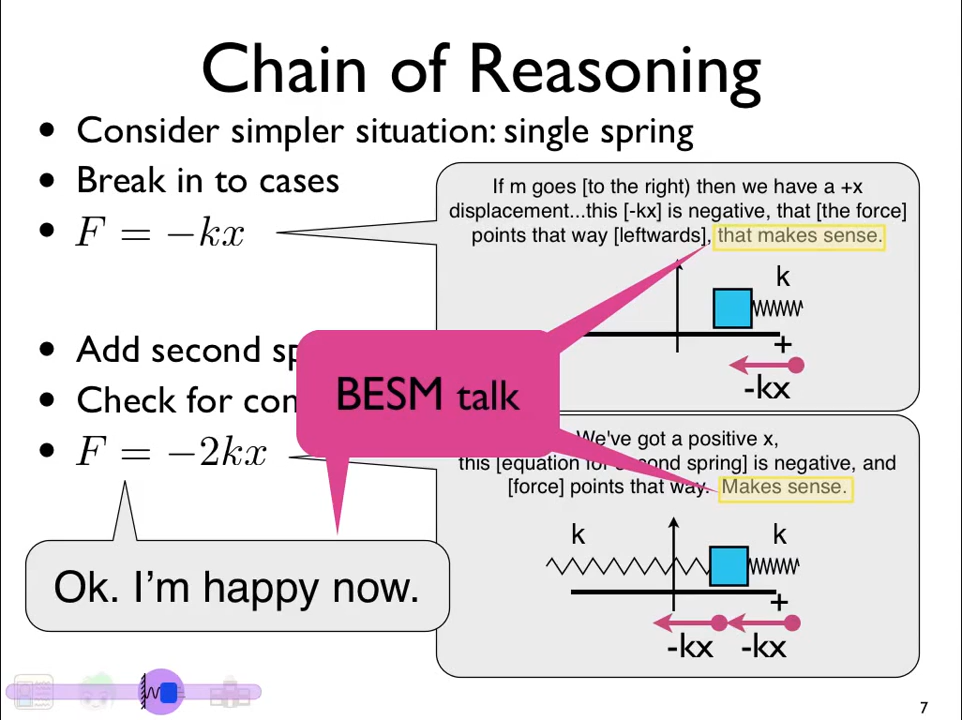 Chain of Reasoning
• Consider simpler situation: single spring
• Break in to cases
• F = −kx
If m goes [to the right) then we have a +x
displacement...this [-kx] is negative, that [the force]
points that way [leftwards], that makes sense.
k
+
-kx
• Add second sp
• Check for con
• F = −2kx
BESM talk
We've got a positive x,
this [equation for second spring] is negative, and
[force] points that way. Makes sense.
k k
+
-kx -kx
Ok. I'm happy now.
7